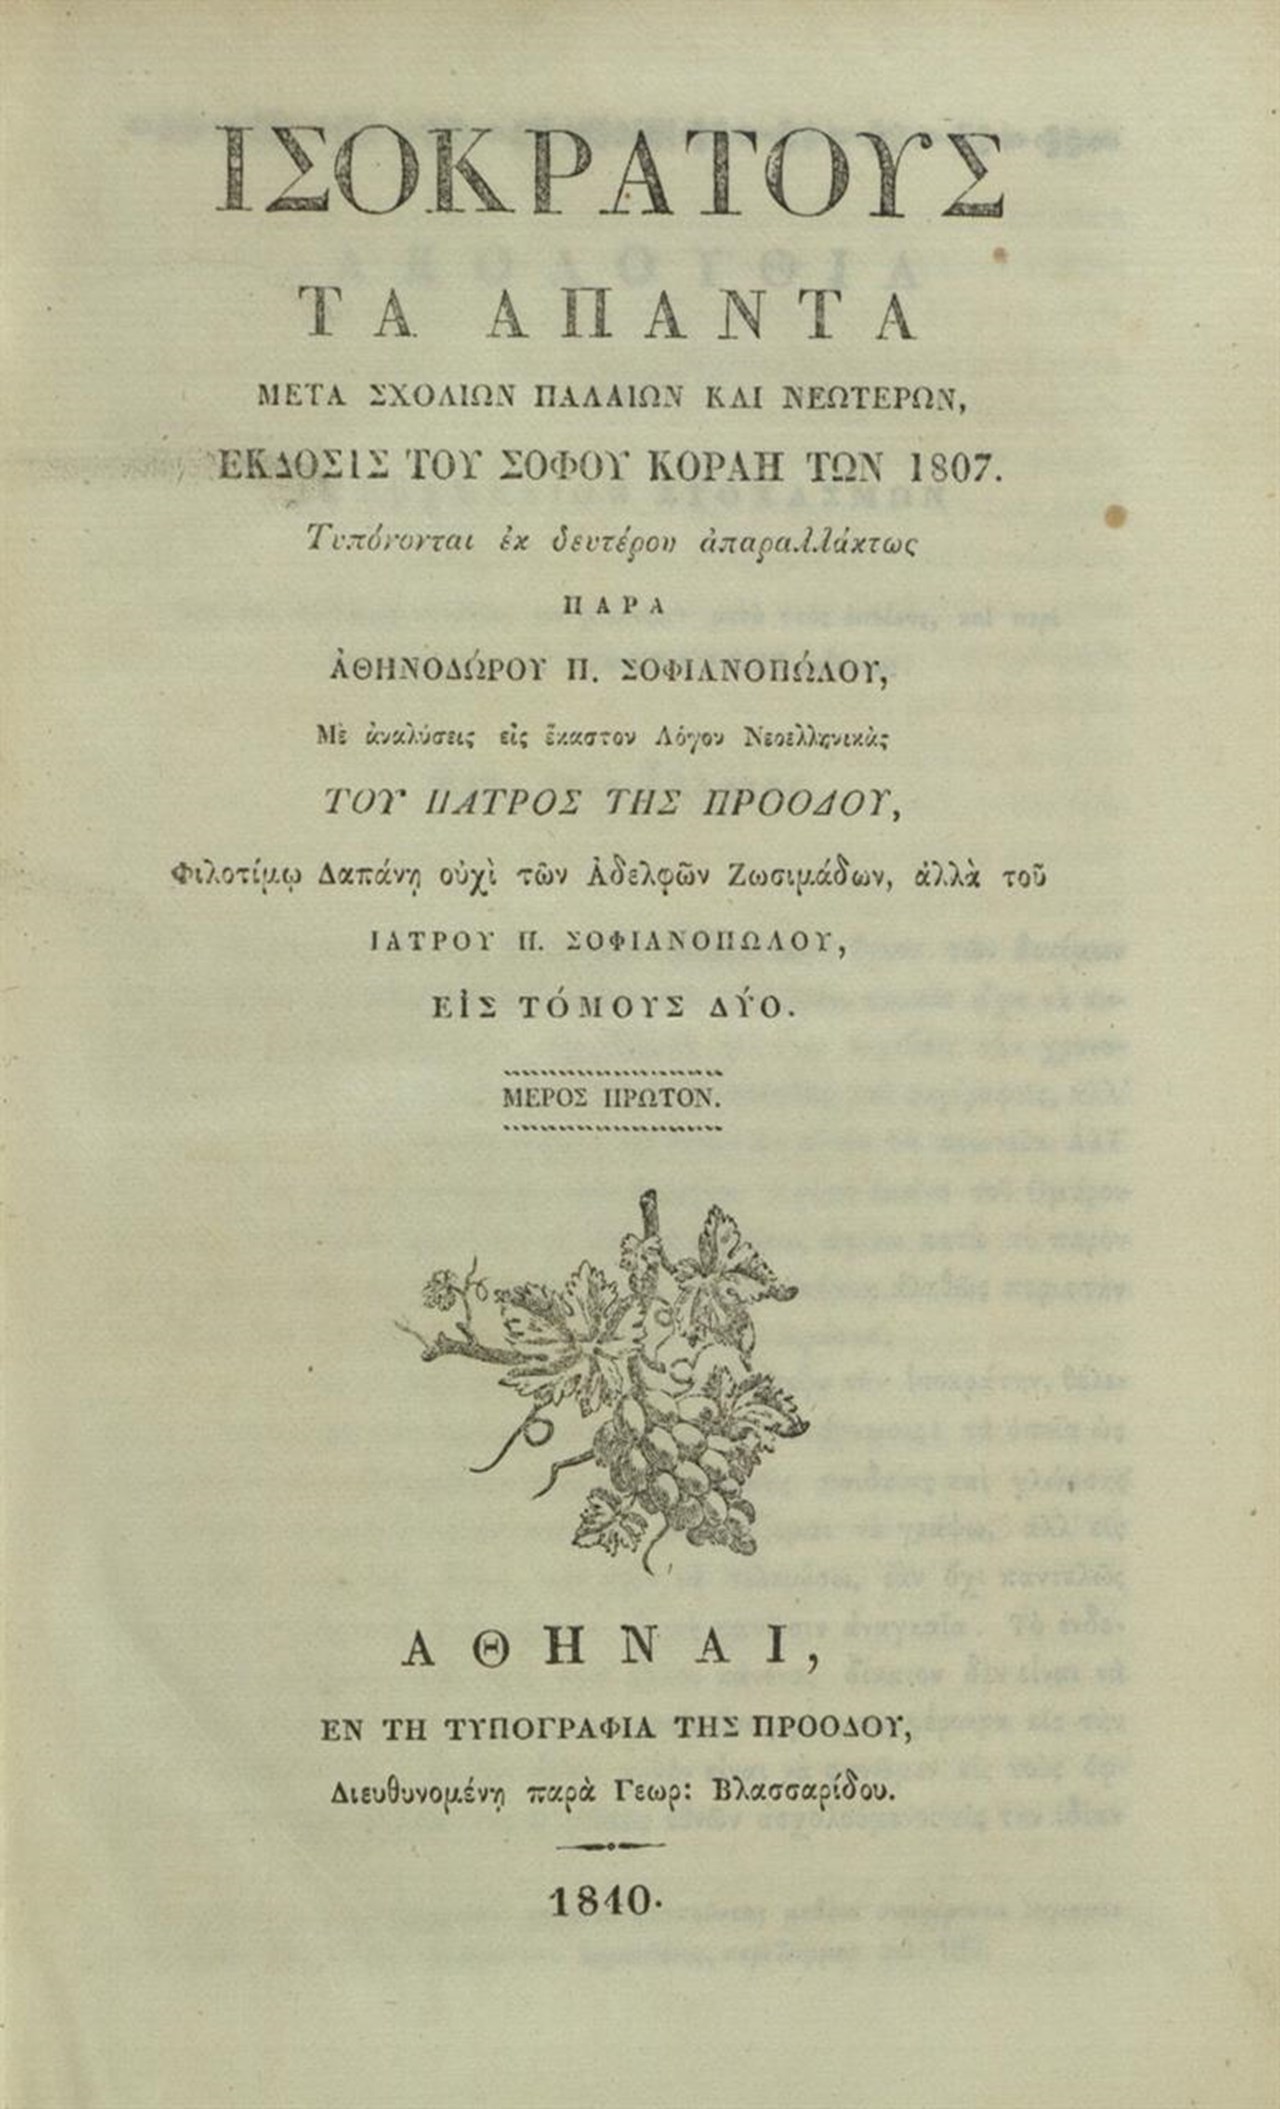 ΙΣΟΚΡΑΤΟΥΣ
ΤΑ ΑΠΑΝΤΑ
ΜΕΤΑ ΣΧΟΛΙΩΝ ΠΑΛΑΙΩΝ ΚΑΙ ΝΕΩΤΕΡΩΝ,
ΕΚΔΟΣΙΣ ΤΟΥ ΣΟΦΟΥ ΚΟΡΑΗ ΤΩΝ 1807.
Τυπόνονται ἐκ δευτέρου ἀπαραλλάκτως
ΠΑΡΑ
ἈΘΗΝΟΔΏΡΟΥ Π. ΣΟΦΙΑΝΟΠΏΛΟΥ,
Μὲ ἀναλύσεις εἰς ἕκαστον Λόγον Νεοελληνικὰς
ΤΟΥ ΠΑΤΡΟΣ ΤΗΣ ΠΡΟΟΔΟΥ,
Φιλοτίμῳ Δαπάνῃ οὐχὶ τῶν Ἀδελφῶν Ζωσιμάδων, ἀλλὰ τοῦ
ΙΑΤΡΟΥ Π. ΣΟΦΙΑΝΟΠΩΛΟΥ,
ΕἰΣ ΤΌΜΟΥΣ ΔΎΟ.
ΜΕΡΟΣ ΠΡΩΤΟΝ.
ΑΘΗΝΑΙ,
ΕΝ ΤΗ ΤΥΠΟΓΡΑΦΙΑ ΤΗΣ ΠΡΟΟΔΟΥ,
Διευθυνομένῃ παρὰ Γεωρ: Βλασσαρίδου.
1840.